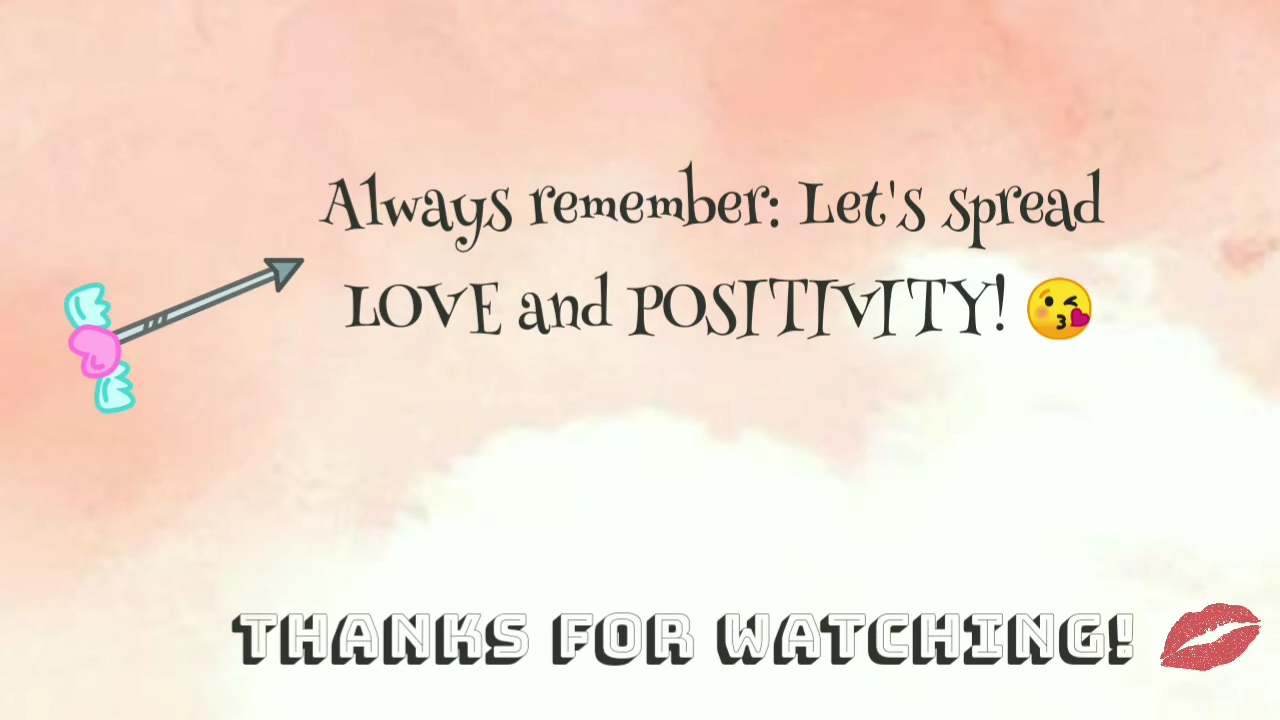 Always remember: Let's spread
LOVE and POSITIVITY! 😘
THANKS FOR WATCHING!